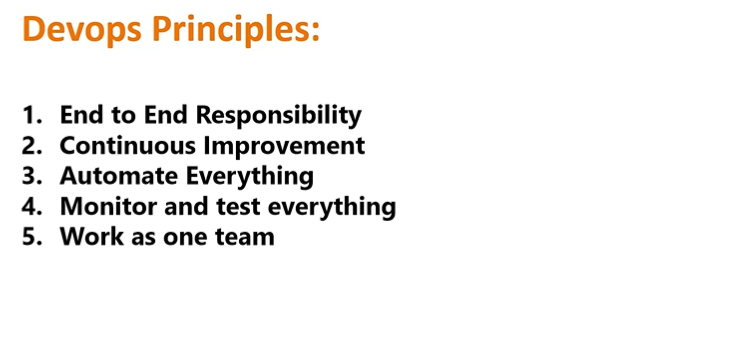 Devops Principles:
1. End to End Responsibility
2. Continuous Improvement
3. Automate Everything
4. Monitor and test everything
5. Work as one team